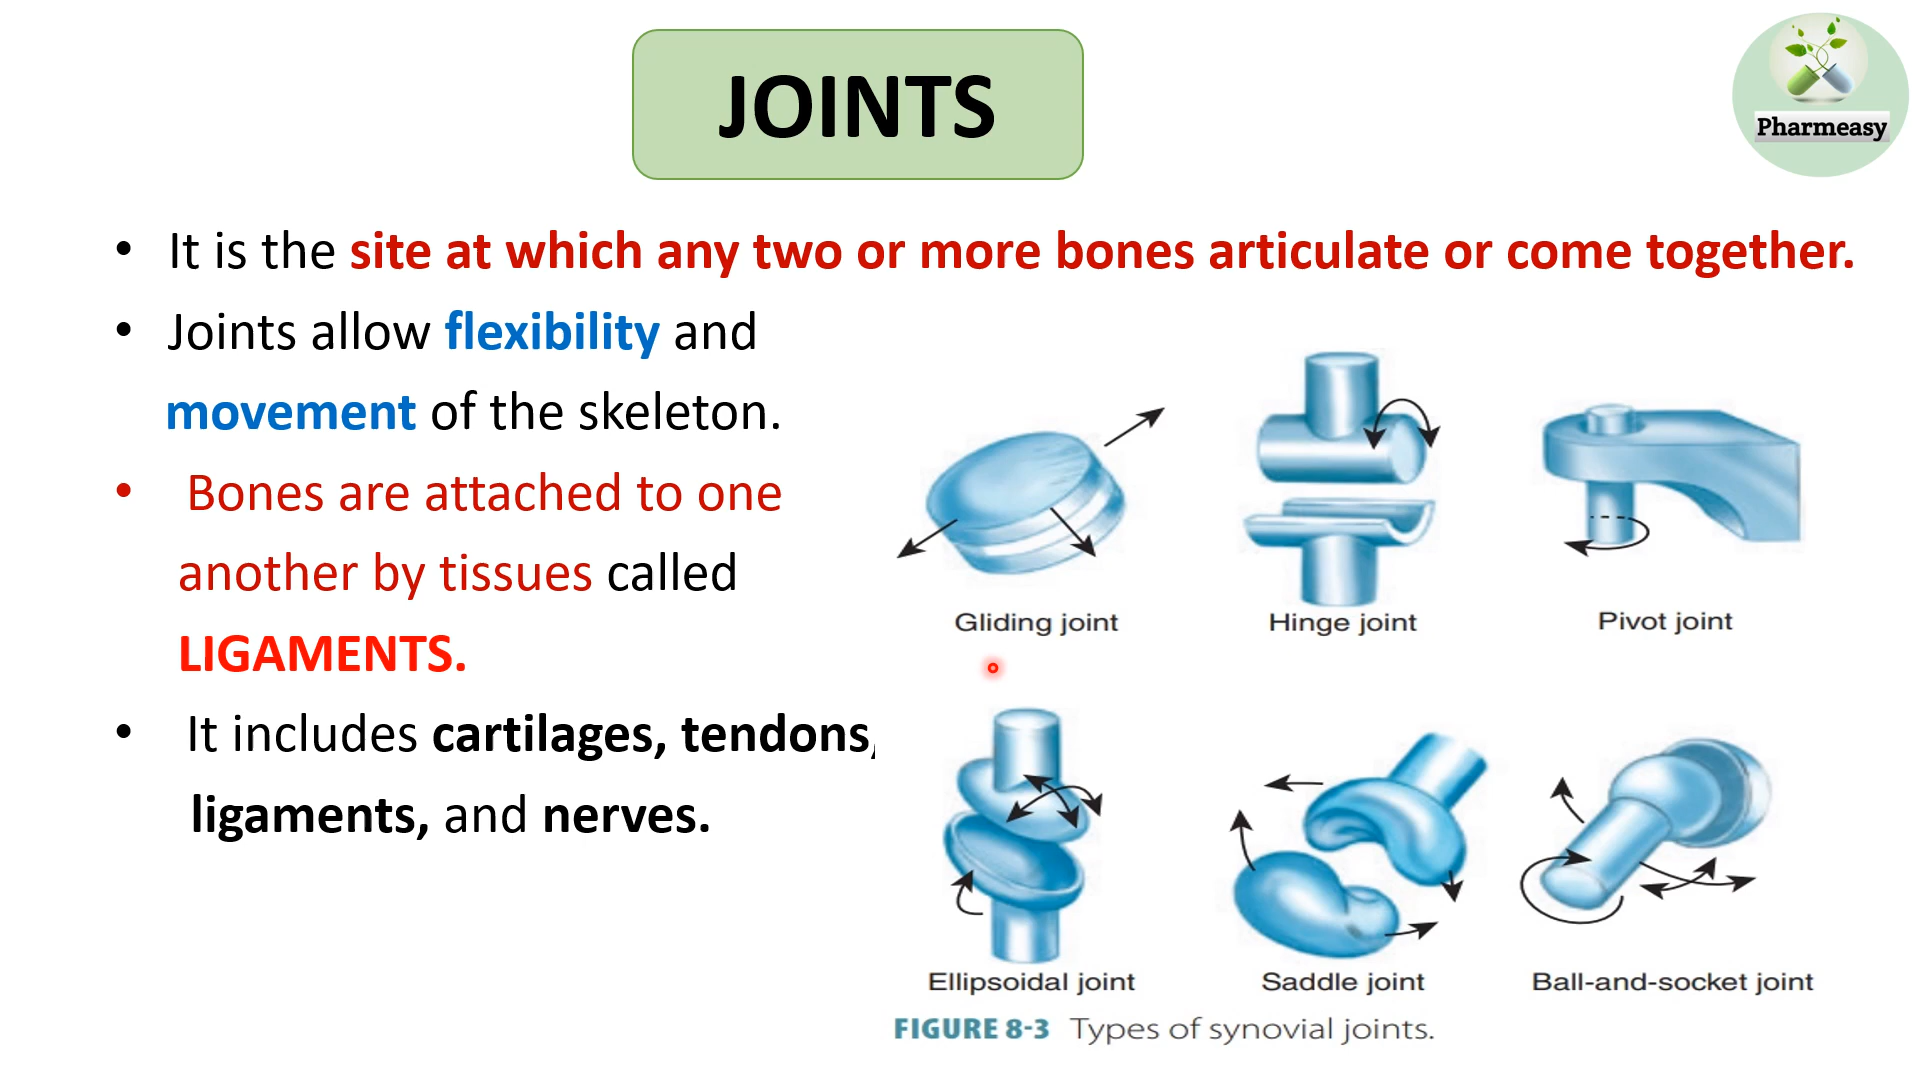 JOINTS
Pharmeasy
• It is the site at which any two or more bones articulate or come together.
• Joints allow flexibility and
movement of the skeleton.
• Bones are attached to one
another by tissues called
LIGAMENTS.
• It includes cartilages, tendons,
ligaments, and nerves.
Gliding joint
Hinge joint
Pivot joint
Ellipsoidal joint
Saddle joint
Ball-and-socket joint
FIGURE 8-3 Types of synovial joints.